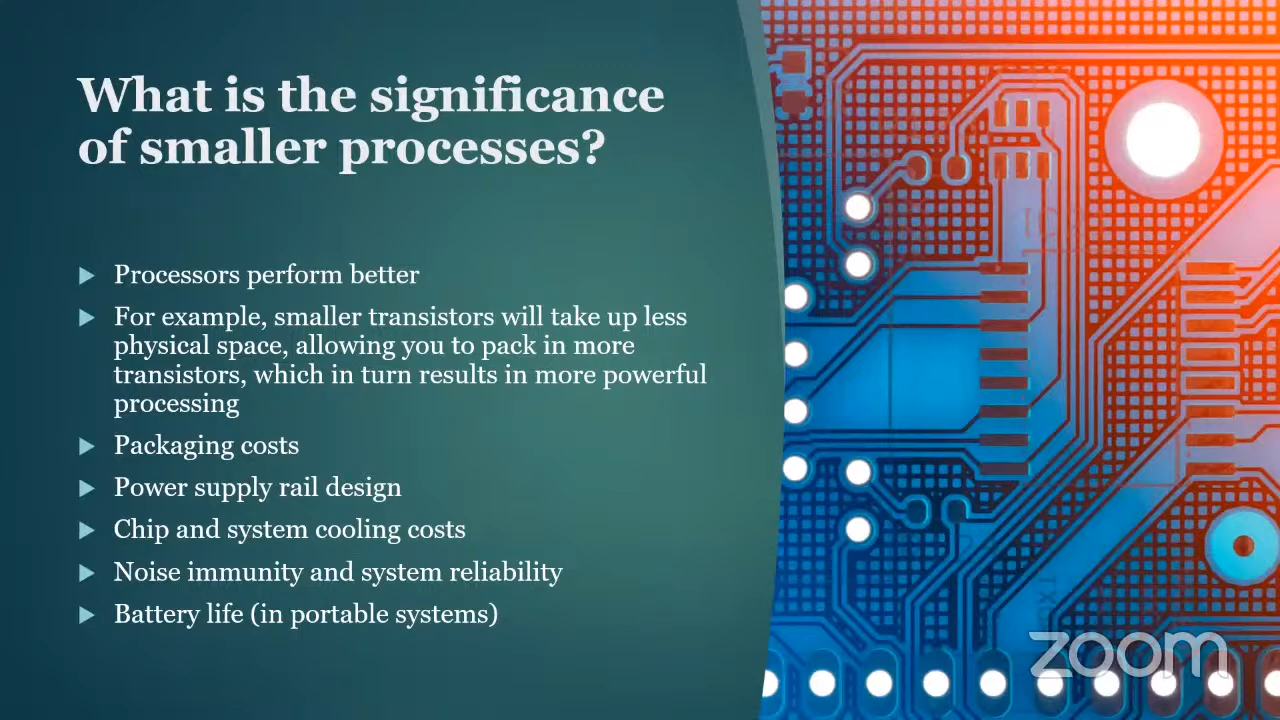 What is the significance
of smaller processes?
Processors perform better
For example, smaller transistors will take up less
physical space, allowing you to pack in more
transistors, which in turn results in more powerful
processing
Packaging costs
Power supply rail design
Chip and system cooling costs
Noise immunity and system reliability
Battery life (in portable systems)
zoom